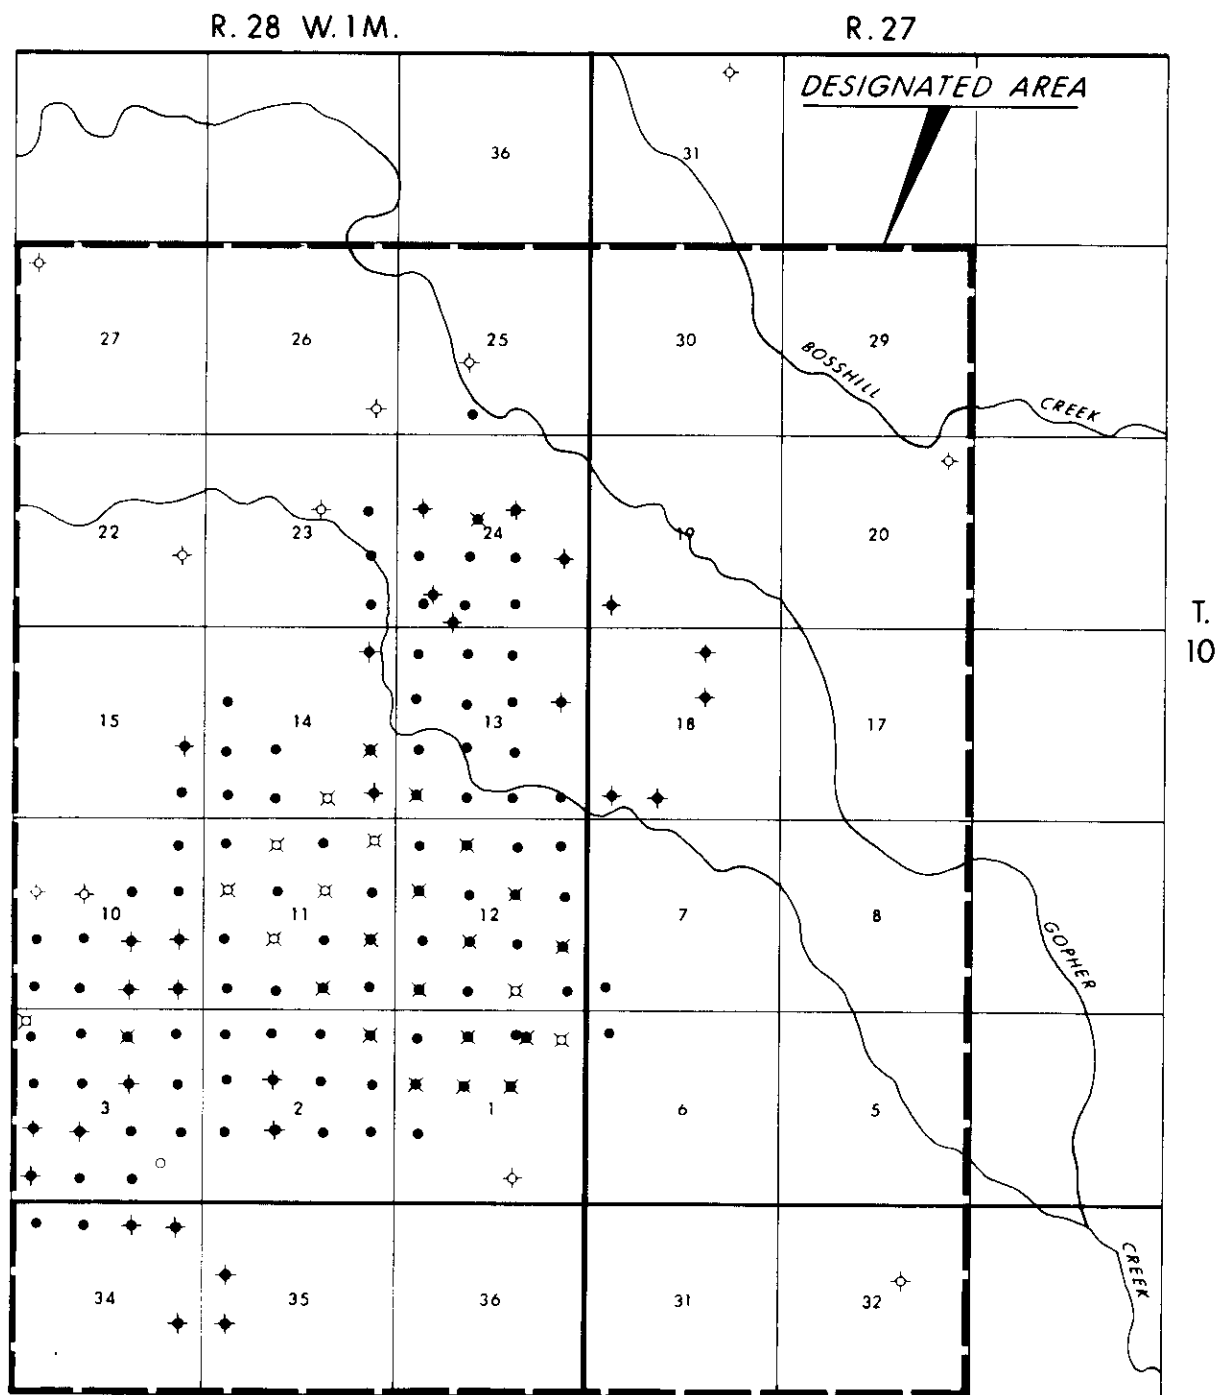 R. 28 W. 1M. R. 27
DESIGNATED AREA
36 31
27 26 25 30 29
BOSSHILL CREEK
22 23 24 19 20
T. 10
15 14 13 18 17
10 11 12 7 8
GOPHER CREEK
3 2 1 6 5
34 35 36 31 32